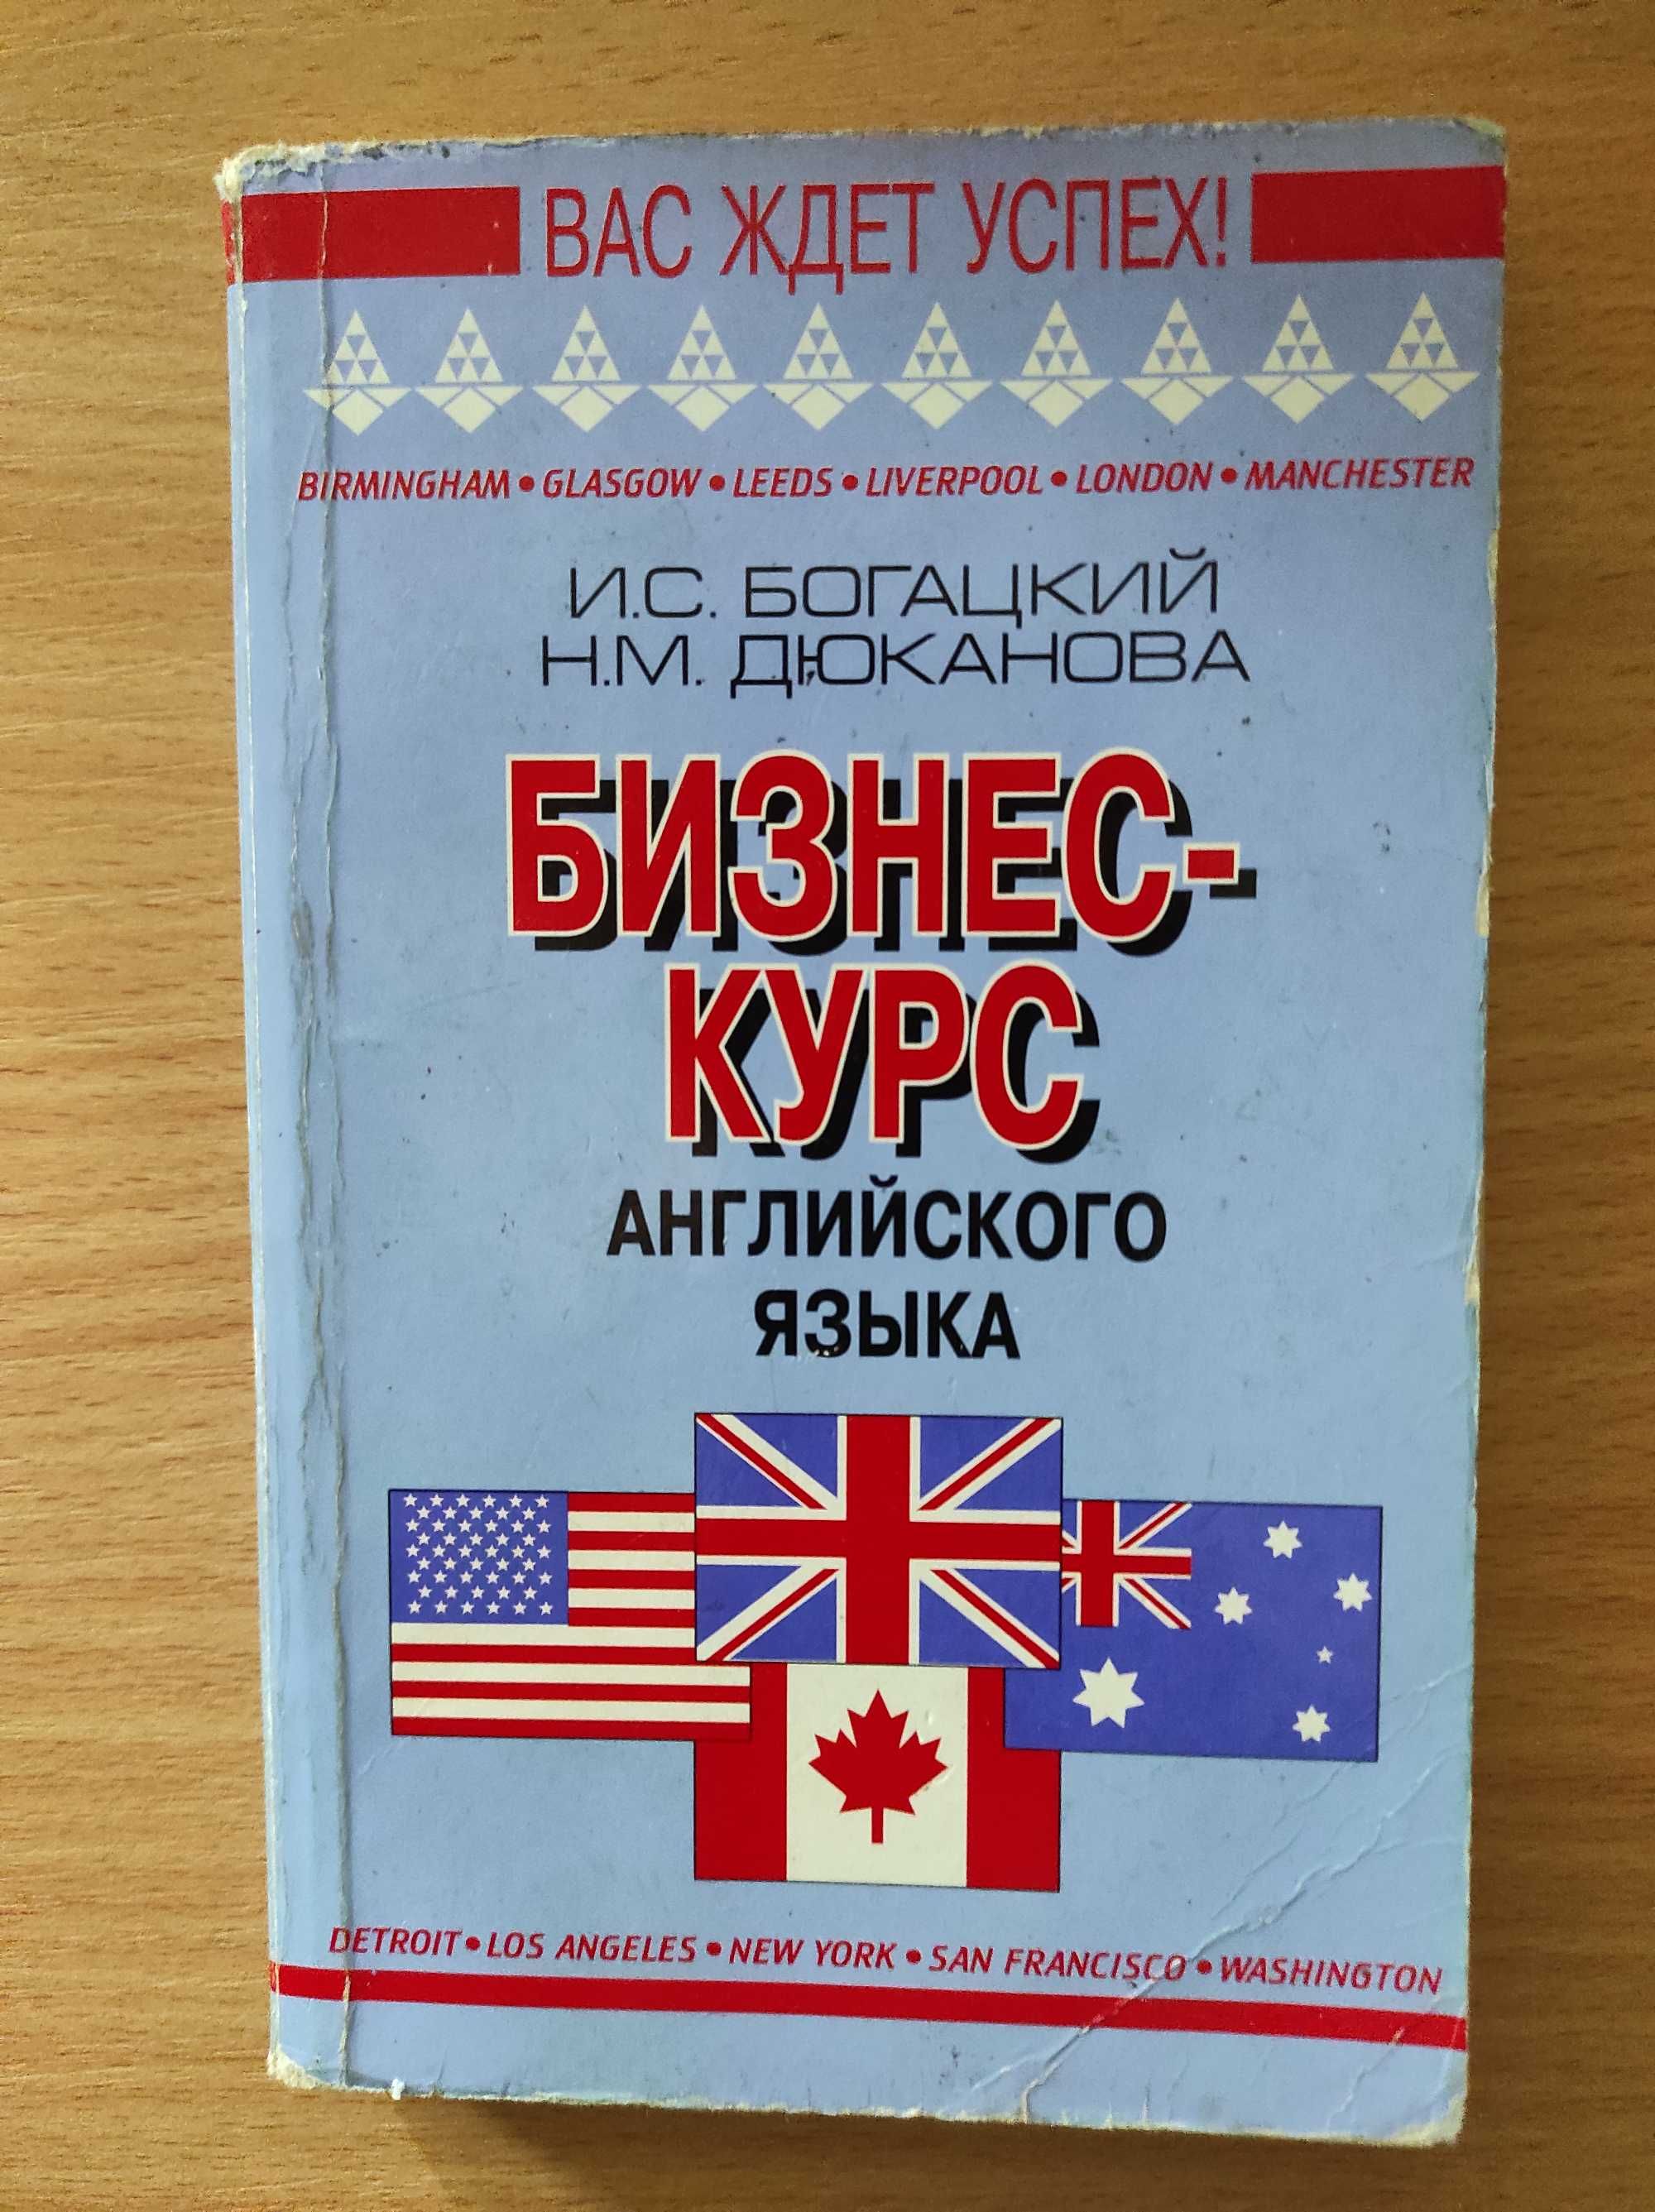 ВАС ЖДЕТ УСПЕХ!
BIRMINGHAM • GLASGOW • LEEDS • LIVERPOOL • LONDON • MANCHESTER
И.С. БОГАЦКИЙ
Н.М. ДЮКАНОВА
БИЗНЕС-
КУРС
АНГЛИЙСКОГО
ЯЗЫКА
DETROIT • LOS ANGELES • NEW YORK • SAN FRANCISCO • WASHINGTON